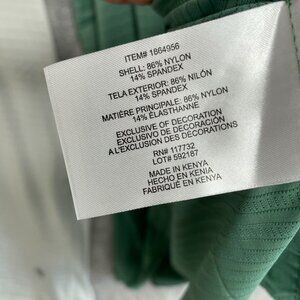 ITEM# 1864956
SHELL: 86% NYLON
14% SPANDEX
TELA EXTERIOR: 86% NILÓN
14% SPANDEX
MATIÈRE PRINCIPALE: 86% NYLON
14% ÉLASTHANNE
EXCLUSIVE OF DECORATION
EXCLUSIVO DE DECORACIÓN
A L'EXCLUSION DES DÉCORATIONS
RN# 117732
LOT# 592187
MADE IN KENYA
HECHO EN KENIA
FABRIQUÉ EN KENYA